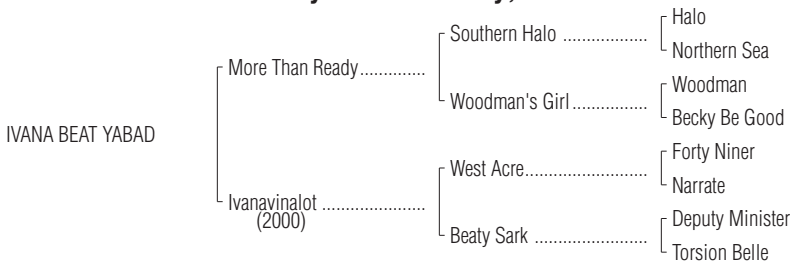 Halo
Southern Halo ..................
Northern Sea
More Than Ready..............
Woodman
Woodman's Girl................
Becky Be Good
IVANA BEAT YABAD
Forty Niner
West Acre..........................
Narrate
Ivanavinalot ......................
(2000)
Deputy Minister
Beaty Sark ........................
Torsion Belle